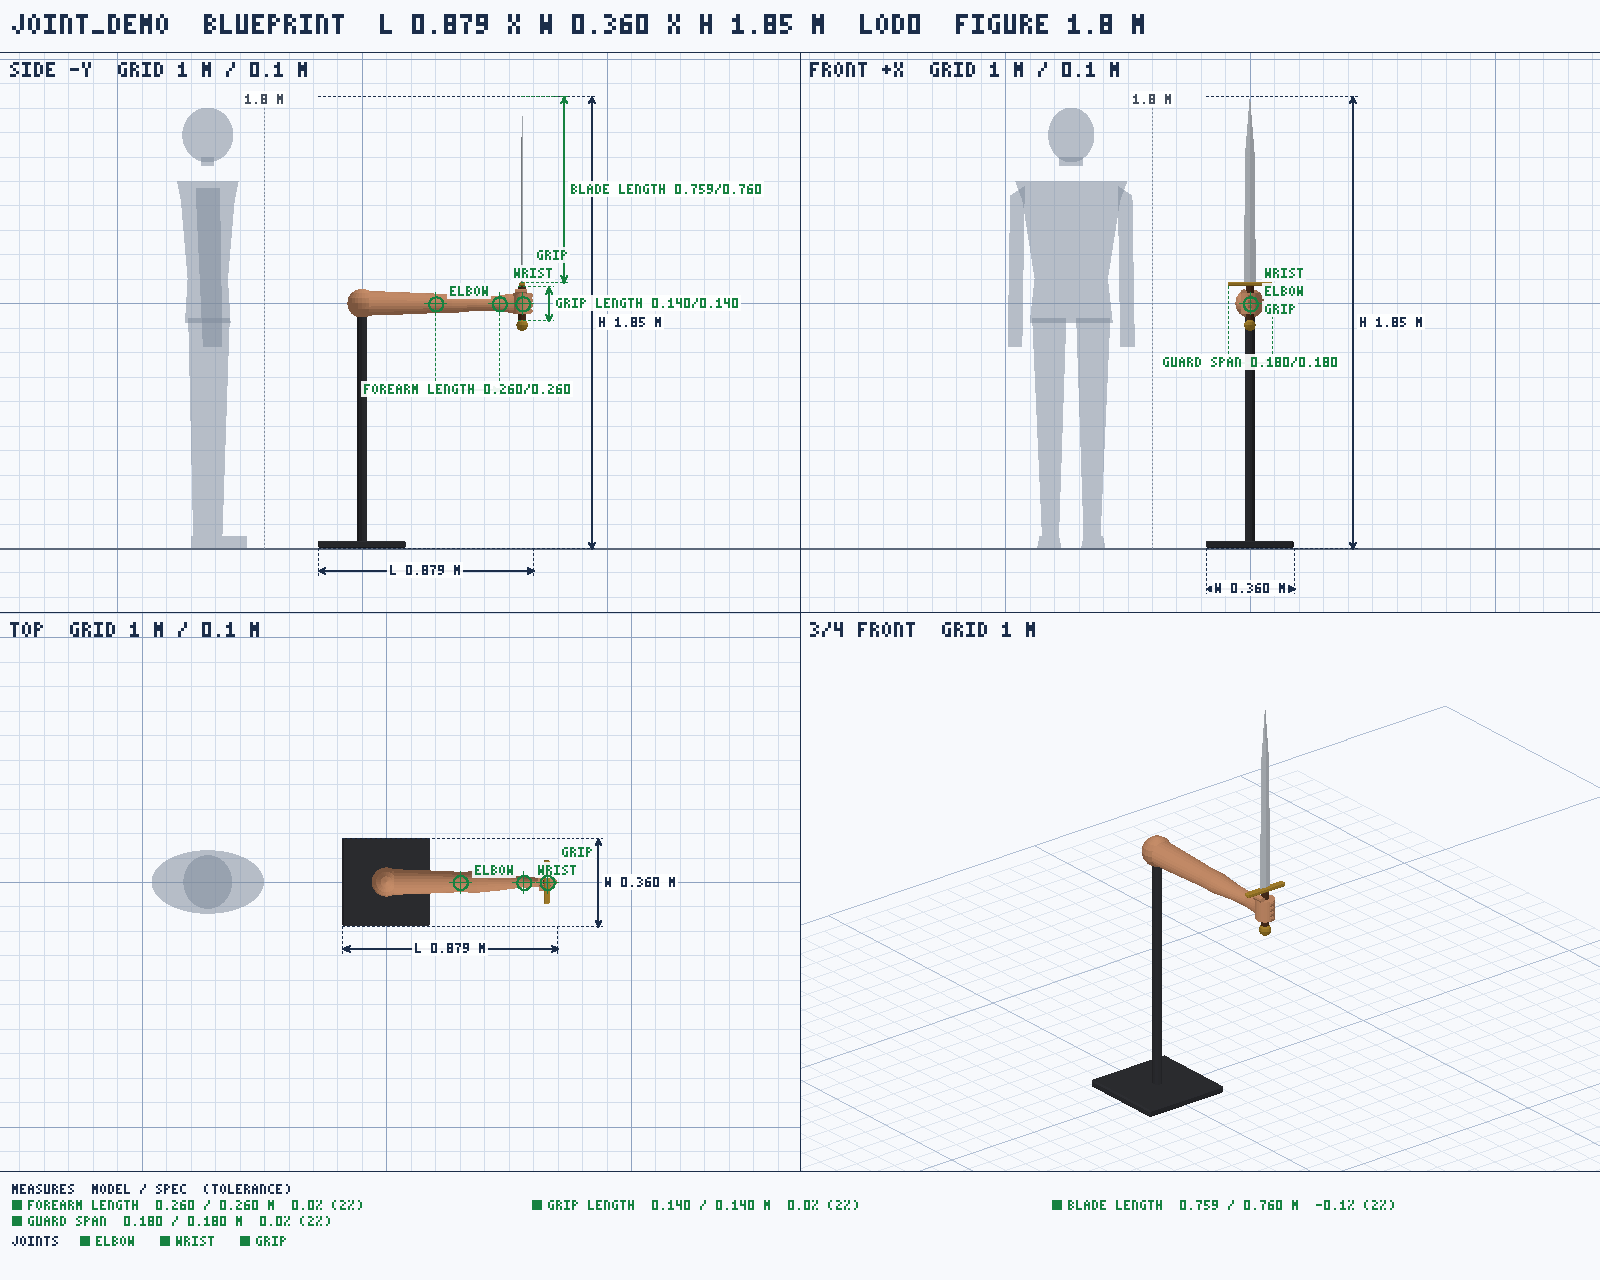 JOINT_DEMO  BLUEPRINT  L 0.879 X W 0.360 X H 1.85 M  LOD0  FIGURE 1.8 M
SIDE -Y  GRID 1 M / 0.1 M
1.8 M
BLADE LENGTH 0.759/0.760
GRIP
WRIST
ELBOW
GRIP LENGTH 0.140/0.140
H 1.85 M
FOREARM LENGTH 0.260/0.260
L 0.879 M
FRONT +X  GRID 1 M / 0.1 M
1.8 M
WRIST
ELBOW
GRIP
H 1.85 M
GUARD SPAN 0.180/0.180
W 0.360 M
TOP  GRID 1 M / 0.1 M
GRIP
ELBOW
WRIST
W 0.360 M
L 0.879 M
3/4 FRONT  GRID 1 M
MEASURES  MODEL / SPEC  (TOLERANCE)
FOREARM LENGTH  0.260 / 0.260 M  0.0% (2%)
GRIP LENGTH  0.140 / 0.140 M  0.0% (2%)
BLADE LENGTH  0.759 / 0.760 M  -0.1% (2%)
GUARD SPAN  0.180 / 0.180 M  0.0% (2%)
JOINTS  ELBOW  WRIST  GRIP